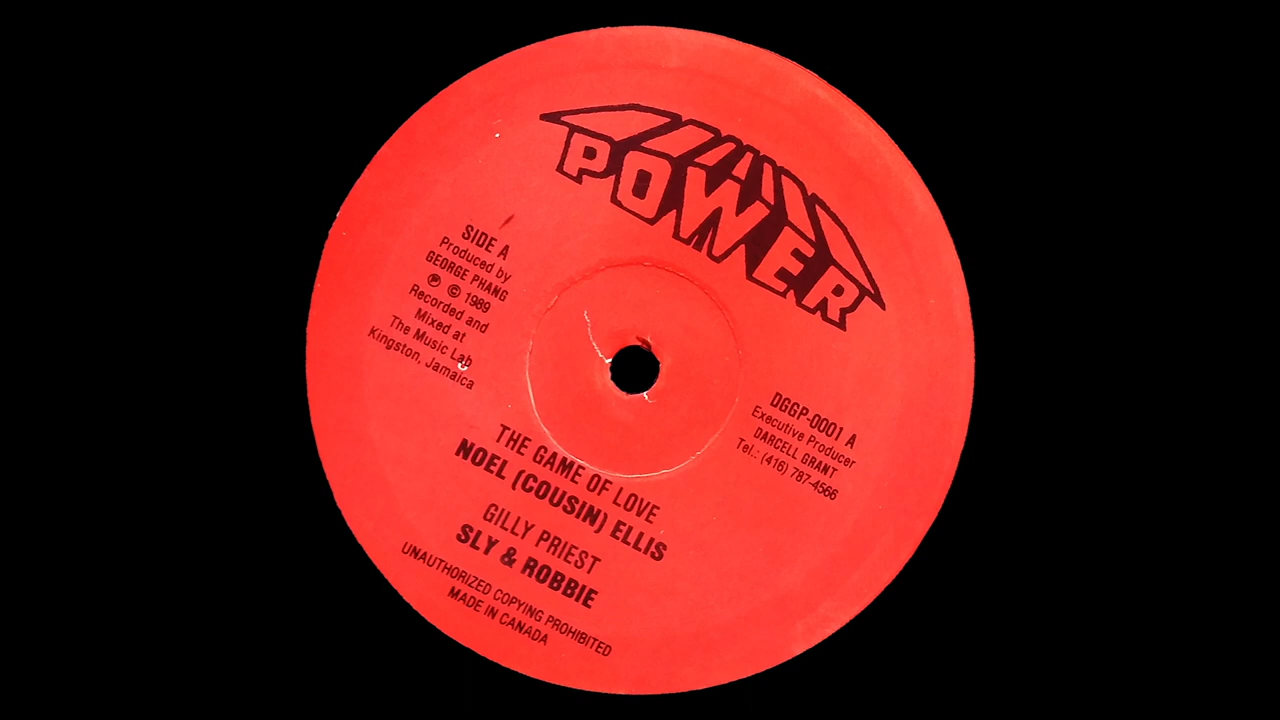 POWER
SIDE A
Produced by
GEORGE PHANG
Ⓟ © 1989
Recorded and
Mixed at
The Music Lab
Kingston, Jamaica
DGGP-0001 A
Executive Producer
DARCELL GRANT
Tel.: (416) 787-4566
THE GAME OF LOVE
NOEL (COUSIN) ELLIS
GILLY PRIEST
SLY & ROBBIE
UNAUTHORIZED COPYING PROHIBITED
MADE IN CANADA